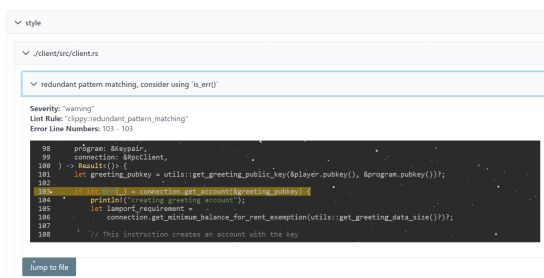 style
./client/src/client.rs
redundant pattern matching, consider using `is_err()`
Severity: "warning"
Lint Rule: "clippy::redundant_pattern_matching"
Error Line Numbers: 103 - 103
98 program: &Keypair,
99 connection: &RpcClient,
100 ) -> Result<()> {
101 let greeting_pubkey = utils::get_greeting_public_key(&player.pubkey(), &program.pubkey())?;
102
103 if let Err(_) = connection.get_account(&greeting_pubkey) {
104 println!("creating greeting account");
105 let lamport_requirement =
106 connection.get_minimum_balance_for_rent_exemption(utils::get_greeting_data_size()?)?;
107
108 // This instruction creates an account with the key
Jump to file